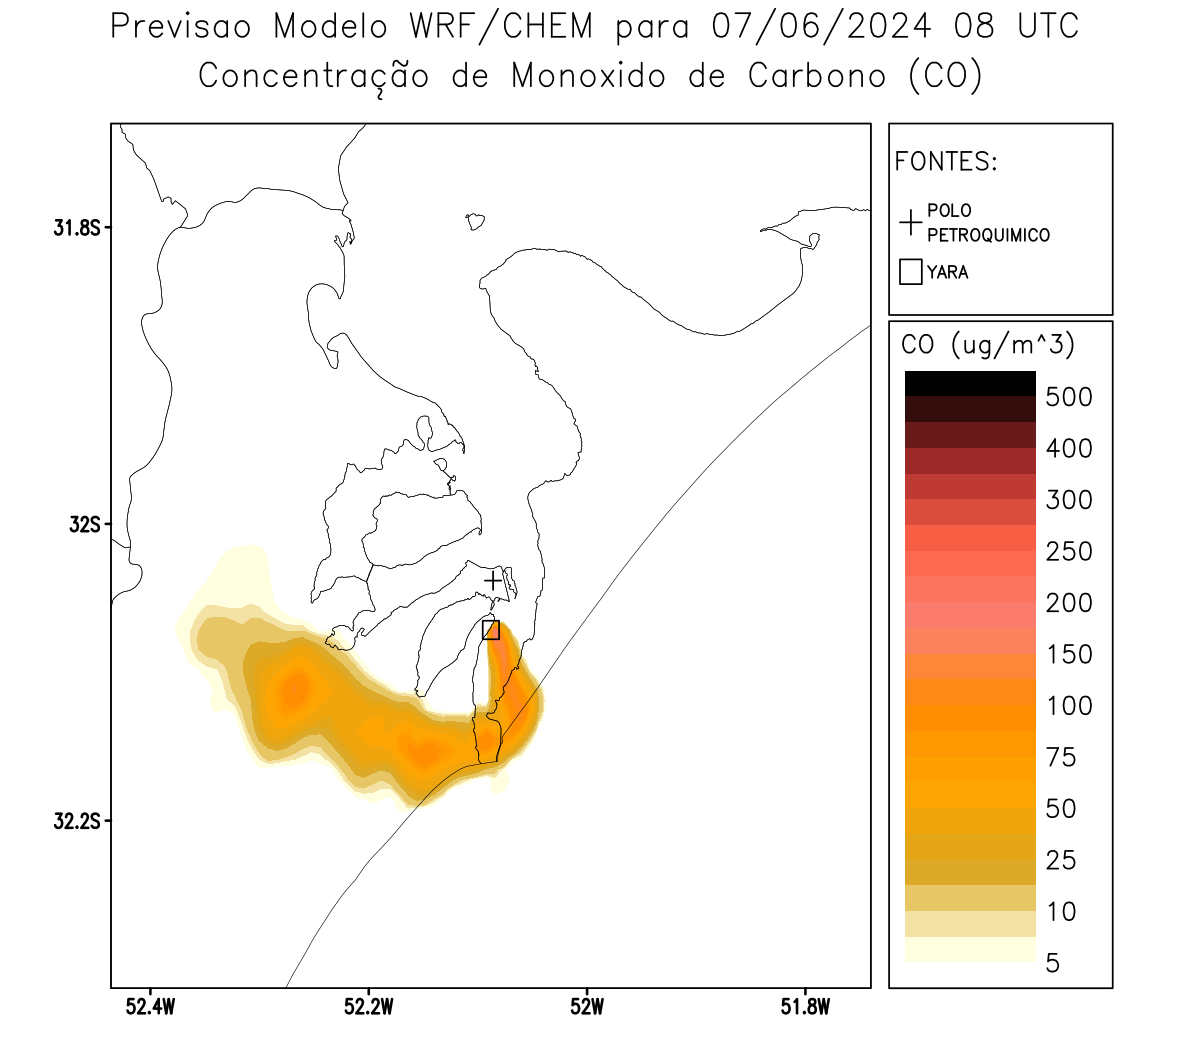 Previsao Modelo WRF/CHEM para 07/06/2024 08 UTC
Concentração de Monoxido de Carbono (CO)
FONTES:
POLO
PETROQUIMICO
YARA
CO (ug/m^3)
500
400
300
250
200
150
100
75
50
25
10
5
31.8S
32S
32.2S
52.4W
52.2W
52W
51.8W